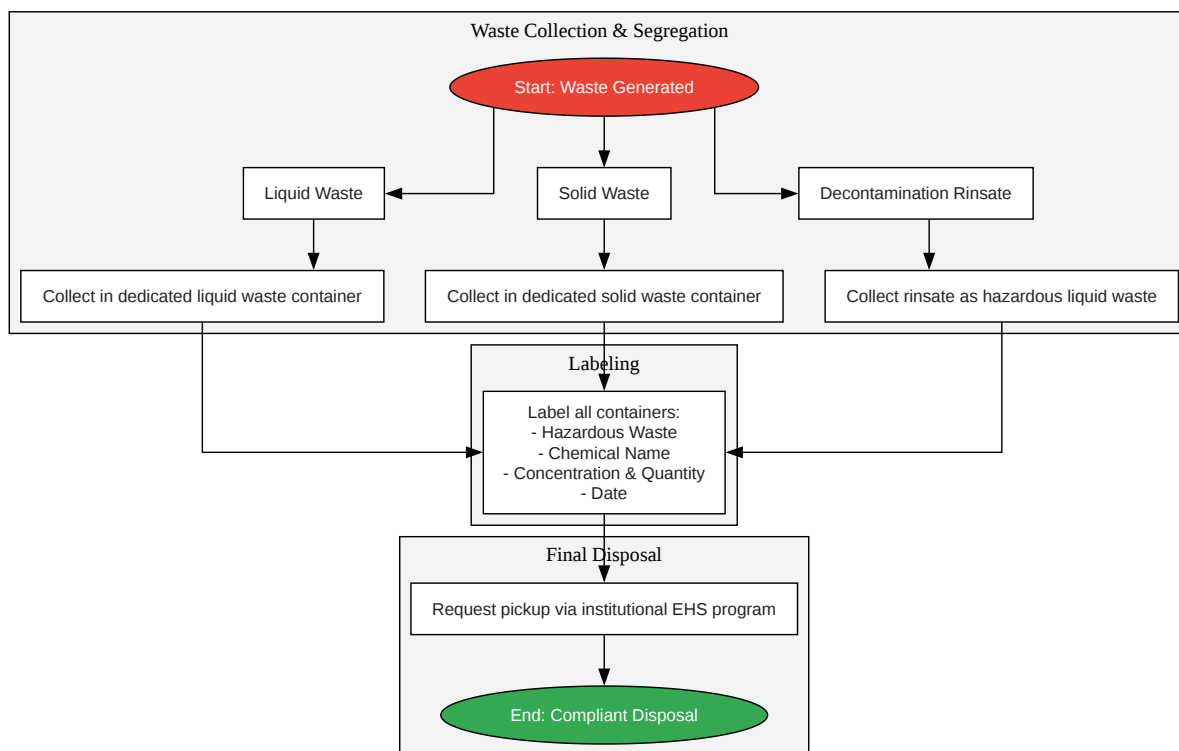 Waste Collection & Segregation
Start: Waste Generated
Liquid Waste
Solid Waste
Decontamination Rinsate
Collect in dedicated liquid waste container
Collect in dedicated solid waste container
Collect rinsate as hazardous liquid waste
Labeling
Label all containers:
- Hazardous Waste
- Chemical Name
- Concentration & Quantity
- Date
Final Disposal
Request pickup via institutional EHS program
End: Compliant Disposal